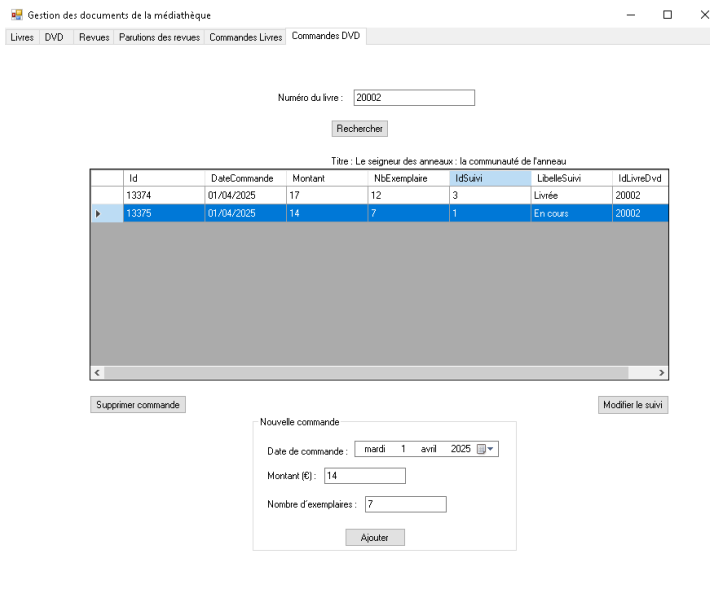 Gestion des documents de la médiathèque
Livres DVD Revues Parutions des revues Commandes Livres Commandes DVD
Numéro du livre : 20002
Rechercher
Titre : Le seigneur des anneaux : la communauté de l'anneau
Id DateCommande Montant NbExemplaire IdSuivi LibelleSuivi IdLivreDvd
13374 01/04/2025 17 12 3 Livrée 20002
13375 01/04/2025 14 7 1 En cours 20002
Supprimer commande Modifier le suivi
Nouvelle commande
Date de commande : mardi 1 avril 2025
Montant (€) : 14
Nombre d'exemplaires : 7
Ajouter